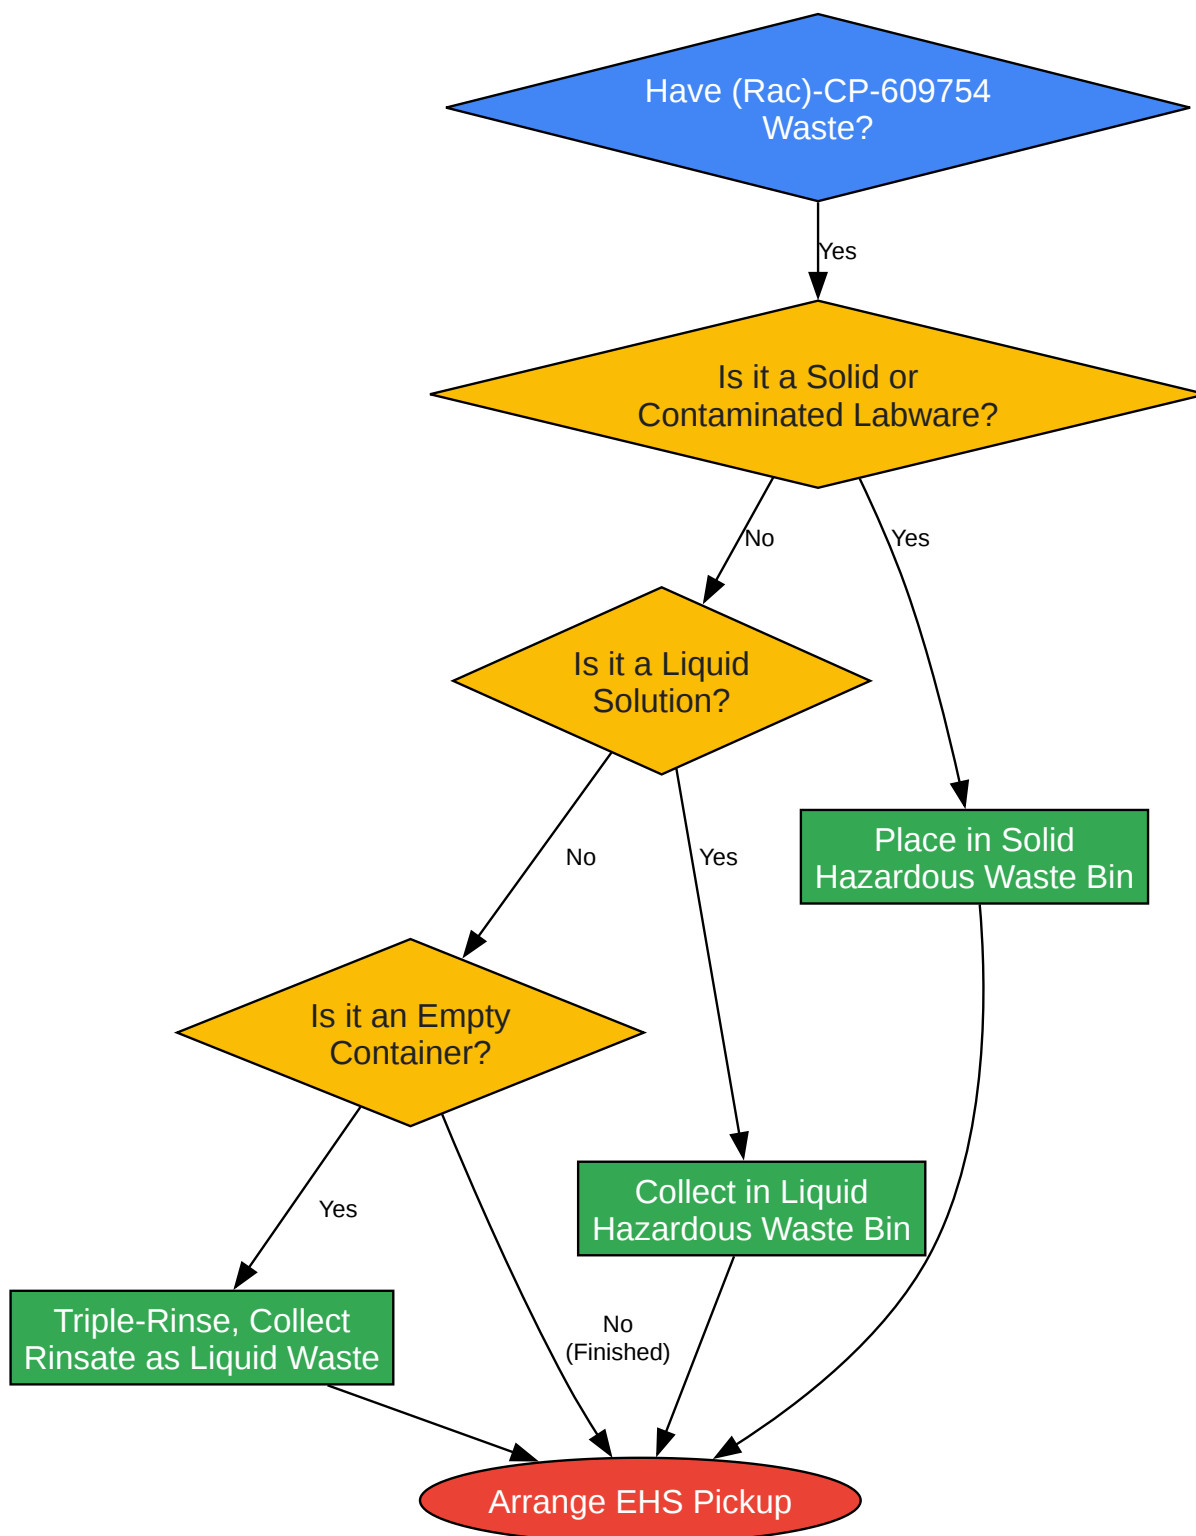 Have (Rac)-CP-609754
Waste?
Yes
Is it a Solid or
Contaminated Labware?
No
Yes
Is it a Liquid
Solution?
No
Yes
Place in Solid
Hazardous Waste Bin
Is it an Empty
Container?
Yes
Collect in Liquid
Hazardous Waste Bin
Triple-Rinse, Collect
Rinsate as Liquid Waste
No
(Finished)
Arrange EHS Pickup